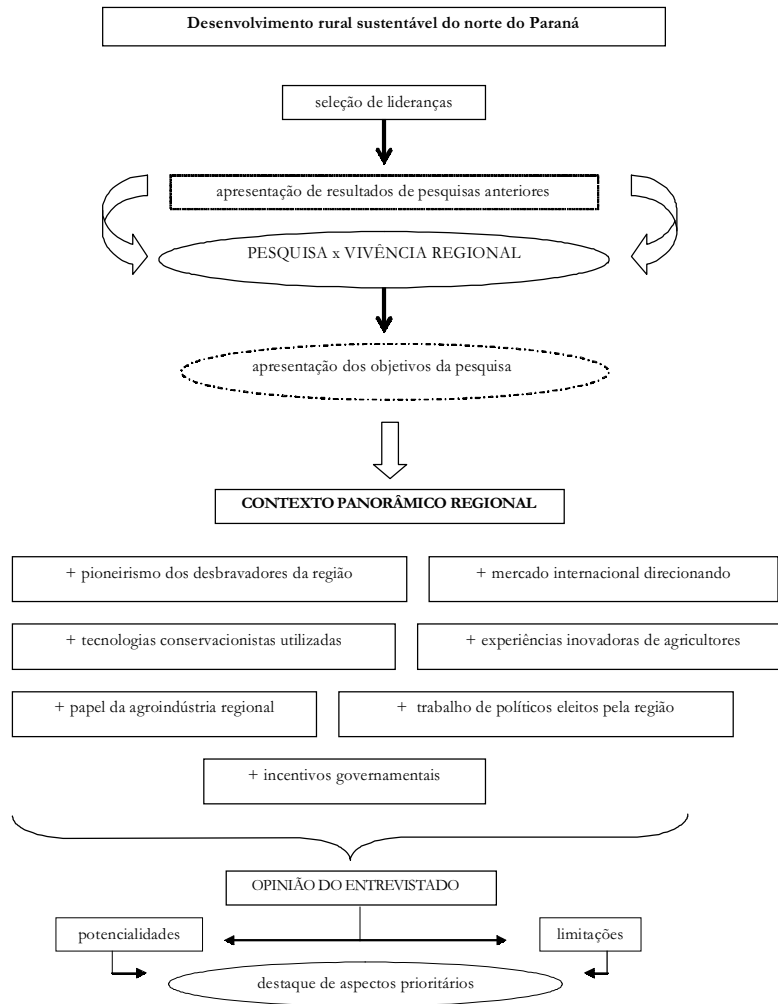 Desenvolvimento rural sustentável do norte do Paraná
seleção de lideranças
apresentação de resultados de pesquisas anteriores
PESQUISA x VIVÊNCIA REGIONAL
apresentação dos objetivos da pesquisa
CONTEXTO PANORÂMICO REGIONAL
+ pioneirismo dos desbravadores da região
+ mercado internacional direcionando
+ tecnologias conservacionistas utilizadas
+ experiências inovadoras de agricultores
+ papel da agroindústria regional
+ trabalho de políticos eleitos pela região
+ incentivos governamentais
OPINIÃO DO ENTREVISTADO
potencialidades
limitações
destaque de aspectos prioritários